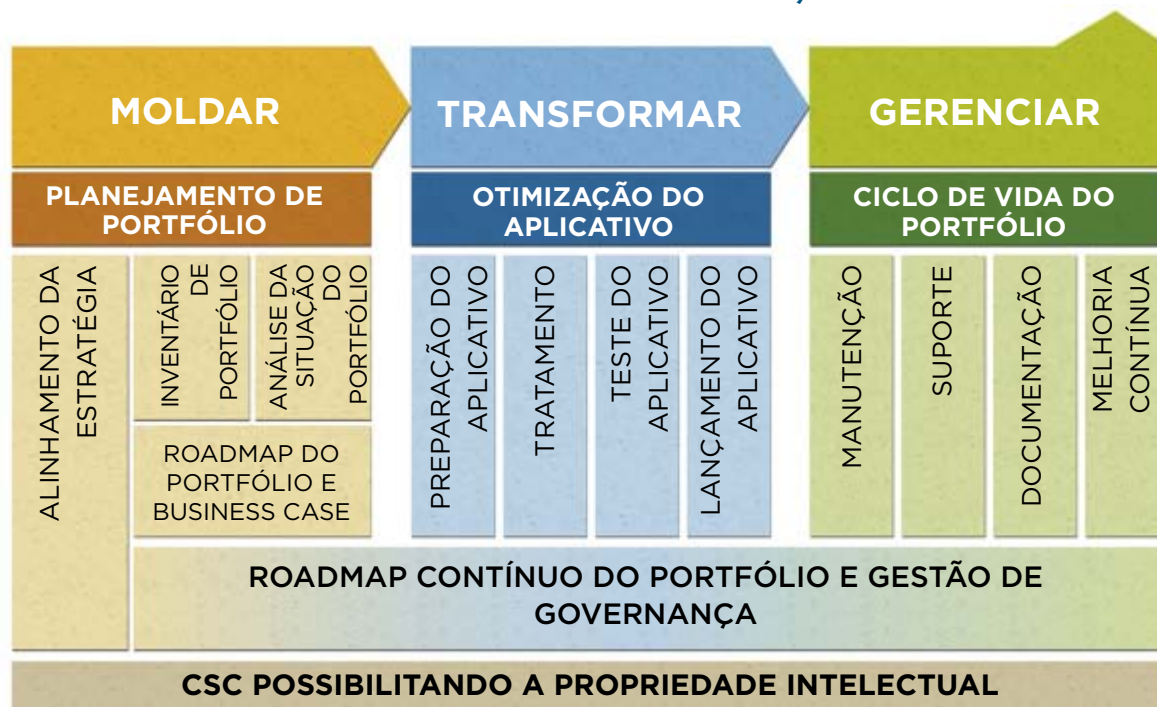 MOLDAR
TRANSFORMAR
GERENCIAR
PLANEJAMENTO DE
PORTFÓLIO
OTIMIZAÇÃO DO
APLICATIVO
CICLO DE VIDA DO
PORTFÓLIO
ALINHAMENTO DA
ESTRATÉGIA
INVENTÁRIO
DE
PORTFÓLIO
ANÁLISE DA
SITUAÇÃO
DO
PORTFÓLIO
ROADMAP DO
PORTFÓLIO E
BUSINESS CASE
PREPARAÇÃO DO
APLICATIVO
TRATAMENTO
TESTE DO
APLICATIVO
LANÇAMENTO DO
APLICATIVO
MANUTENÇÃO
SUPORTE
DOCUMENTAÇÃO
MELHORIA
CONTÍNUA
ROADMAP CONTÍNUO DO PORTFÓLIO E GESTÃO DE
GOVERNANÇA
CSC POSSIBILITANDO A PROPRIEDADE INTELECTUAL